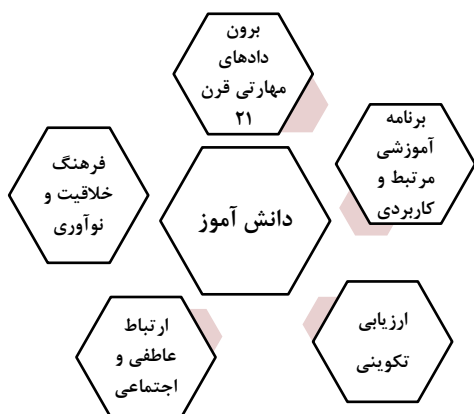 برون
دادهای
مهارتی قرن
۲۱
برنامه
آموزشی
مرتبط و
کاربردی
فرهنگ
خلاقیت و
نوآوری
دانش آموز
ارزیابی
تکوینی
ارتباط
عاطفی و
اجتماعی